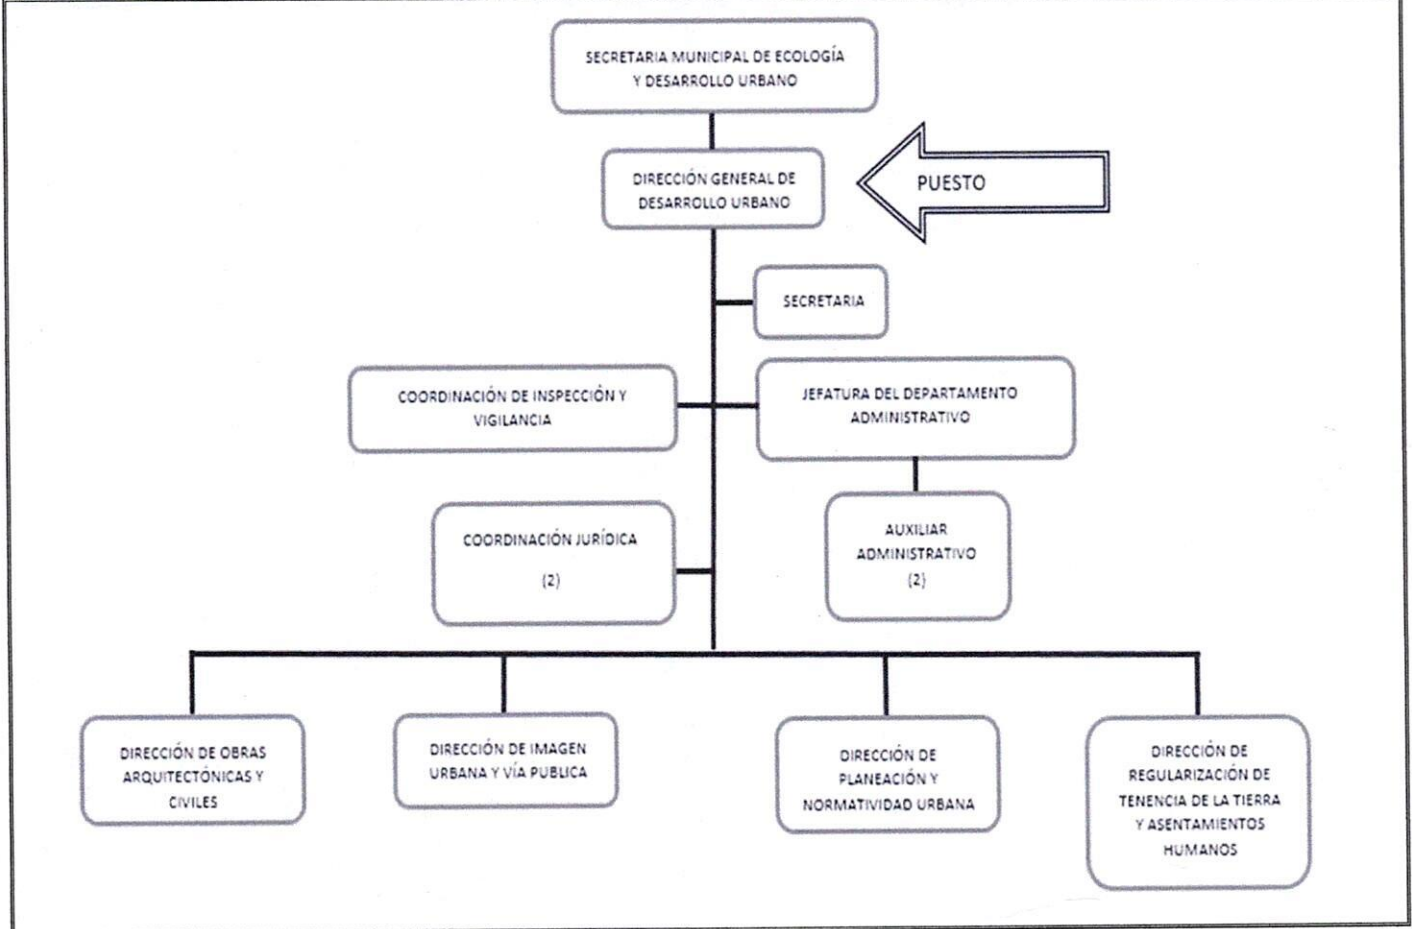 SECRETARIA MUNICIPAL DE ECOLOGÍA
Y DESARROLLO URBANO
DIRECCIÓN GENERAL DE
DESARROLLO URBANO
PUESTO
SECRETARIA
COORDINACIÓN DE INSPECCIÓN Y
VIGILANCIA
JEFATURA DEL DEPARTAMENTO
ADMINISTRATIVO
COORDINACIÓN JURÍDICA
(2)
AUXILIAR
ADMINISTRATIVO
(2)
DIRECCIÓN DE OBRAS
ARQUITECTÓNICAS Y
CIVILES
DIRECCIÓN DE IMAGEN
URBANA Y VÍA PUBLICA
DIRECCIÓN DE
PLANEACIÓN Y
NORMATIVIDAD URBANA
DIRECCIÓN DE
REGULARIZACIÓN DE
TENENCIA DE LA TIERRA
Y ASENTAMIENTOS
HUMANOS